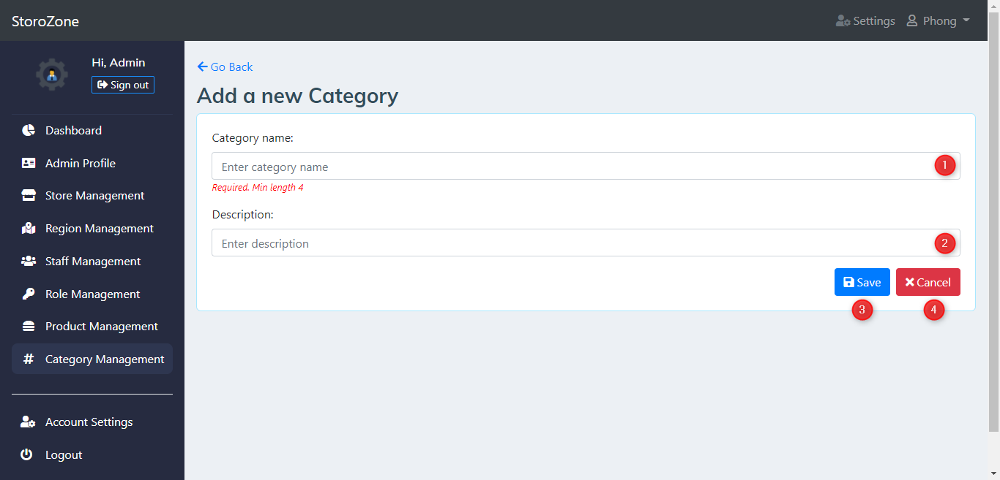 StoroZone
Settings
Phong
Hi, Admin
Sign out
Dashboard
Admin Profile
Store Management
Region Management
Staff Management
Role Management
Product Management
# Category Management
Account Settings
Logout
Go Back
Add a new Category
Category name:
Enter category name
1
Required. Min length 4
Description:
Enter description
2
Save
Cancel
3
4